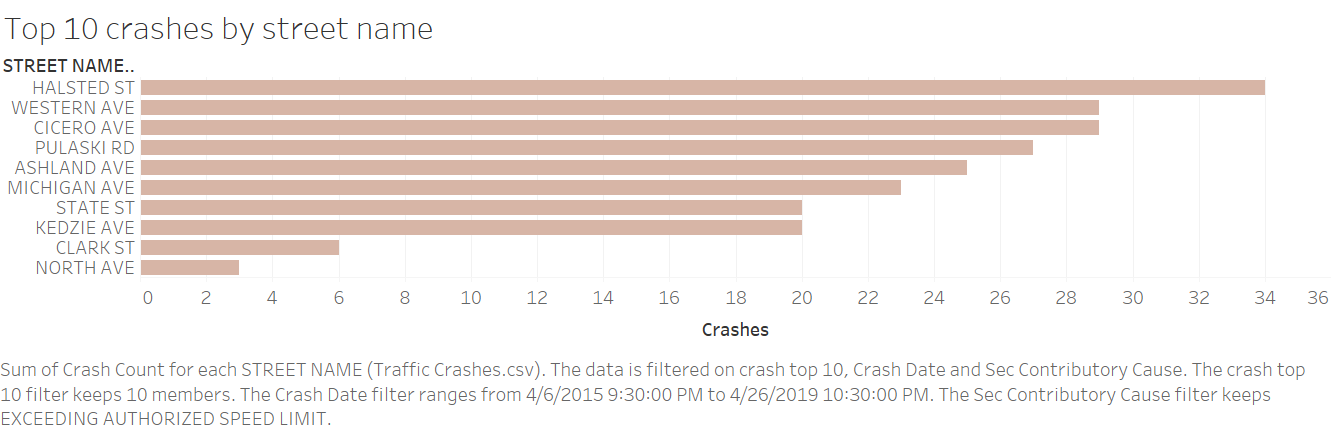 Top 10 crashes by street name
STREET NAME..
HALSTED ST
WESTERN AVE
CICERO AVE
PULASKI RD
ASHLAND AVE
MICHIGAN AVE
STATE ST
KEDZIE AVE
CLARK ST
NORTH AVE
0 2 4 6 8 10 12 14 16 18 20 22 24 26 28 30 32 34 36
Crashes
Sum of Crash Count for each STREET NAME (Traffic Crashes.csv). The data is filtered on crash top 10, Crash Date and Sec Contributory Cause. The crash top
10 filter keeps 10 members. The Crash Date filter ranges from 4/6/2015 9:30:00 PM to 4/26/2019 10:30:00 PM. The Sec Contributory Cause filter keeps
EXCEEDING AUTHORIZED SPEED LIMIT.